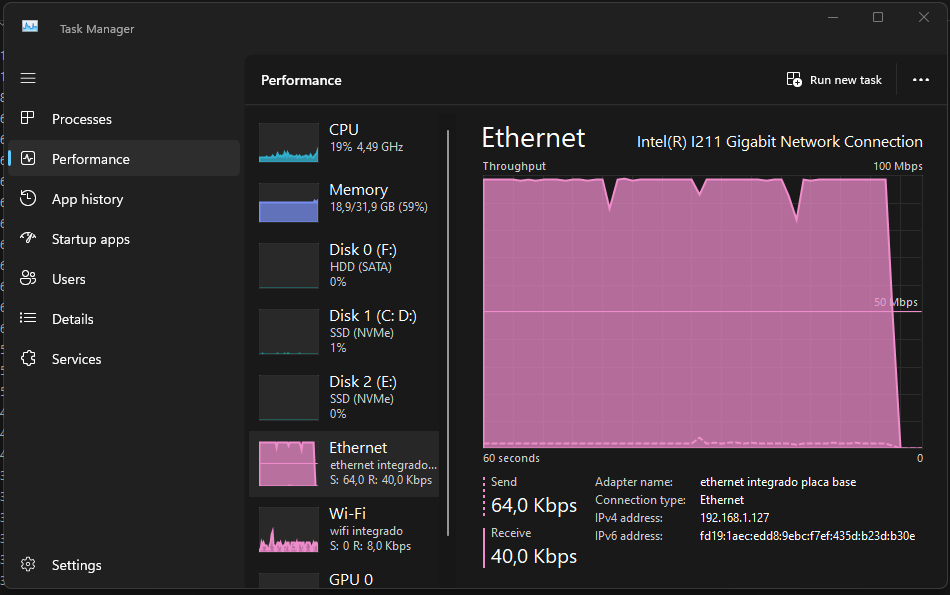 Task Manager
Performance
Run new task
Processes
Performance
App history
Startup apps
Users
Details
Services
Settings
CPU
19% 4,49 GHz
Memory
18,9/31,9 GB (59%)
Disk 0 (F:)
HDD (SATA)
0%
Disk 1 (C: D:)
SSD (NVMe)
1%
Disk 2 (E:)
SSD (NVMe)
0%
Ethernet
ethernet integrado...
S: 64,0 R: 40,0 Kbps
Wi-Fi
wifi integrado
S: 0 R: 8,0 Kbps
GPU 0
Ethernet
Intel(R) I211 Gigabit Network Connection
Throughput
100 Mbps
50 Mbps
60 seconds
0
Send
64,0 Kbps
Receive
40,0 Kbps
Adapter name: ethernet integrado placa base
Connection type: Ethernet
IPv4 address: 192.168.1.127
IPv6 address: fd19:1aec:edd8:9ebc:f7ef:435d:b23d:b30e